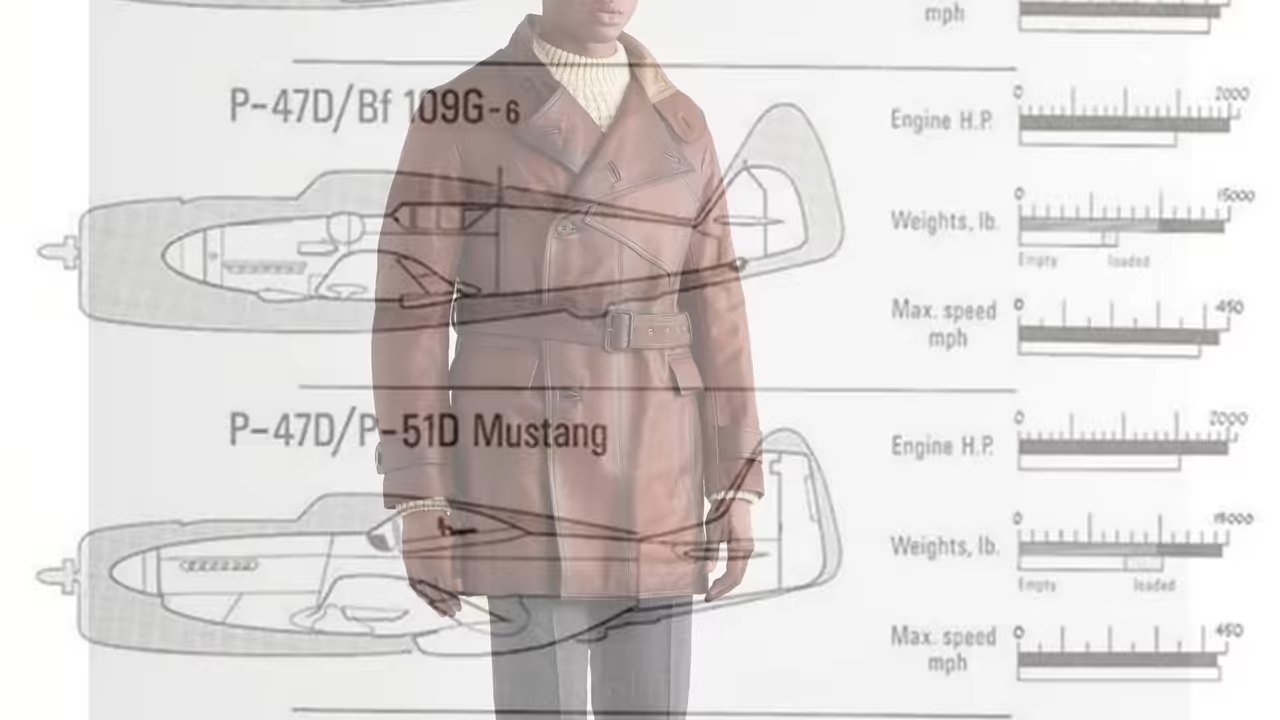 mph
P-47D/Bf 109G-6
Engine H.P.
0 2000
Weights, lb.
0 15000
Empty loaded
Max. speed
mph
0 450
P-47D/P-51D Mustang
Engine H.P.
0 2000
Weights, lb.
0 15000
Empty loaded
Max. speed
mph
0 450